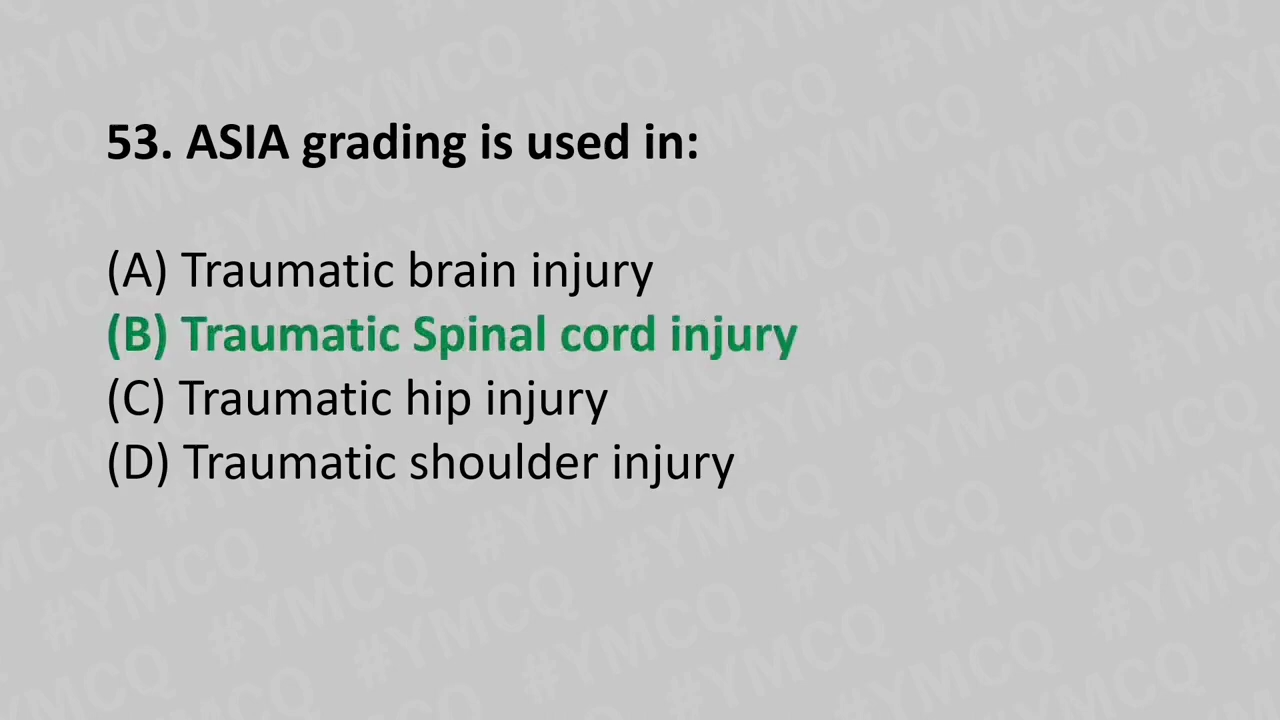 53. ASIA grading is used in:
(A) Traumatic brain injury
(B) Traumatic Spinal cord injury
(C) Traumatic hip injury
(D) Traumatic shoulder injury
#YMCQ